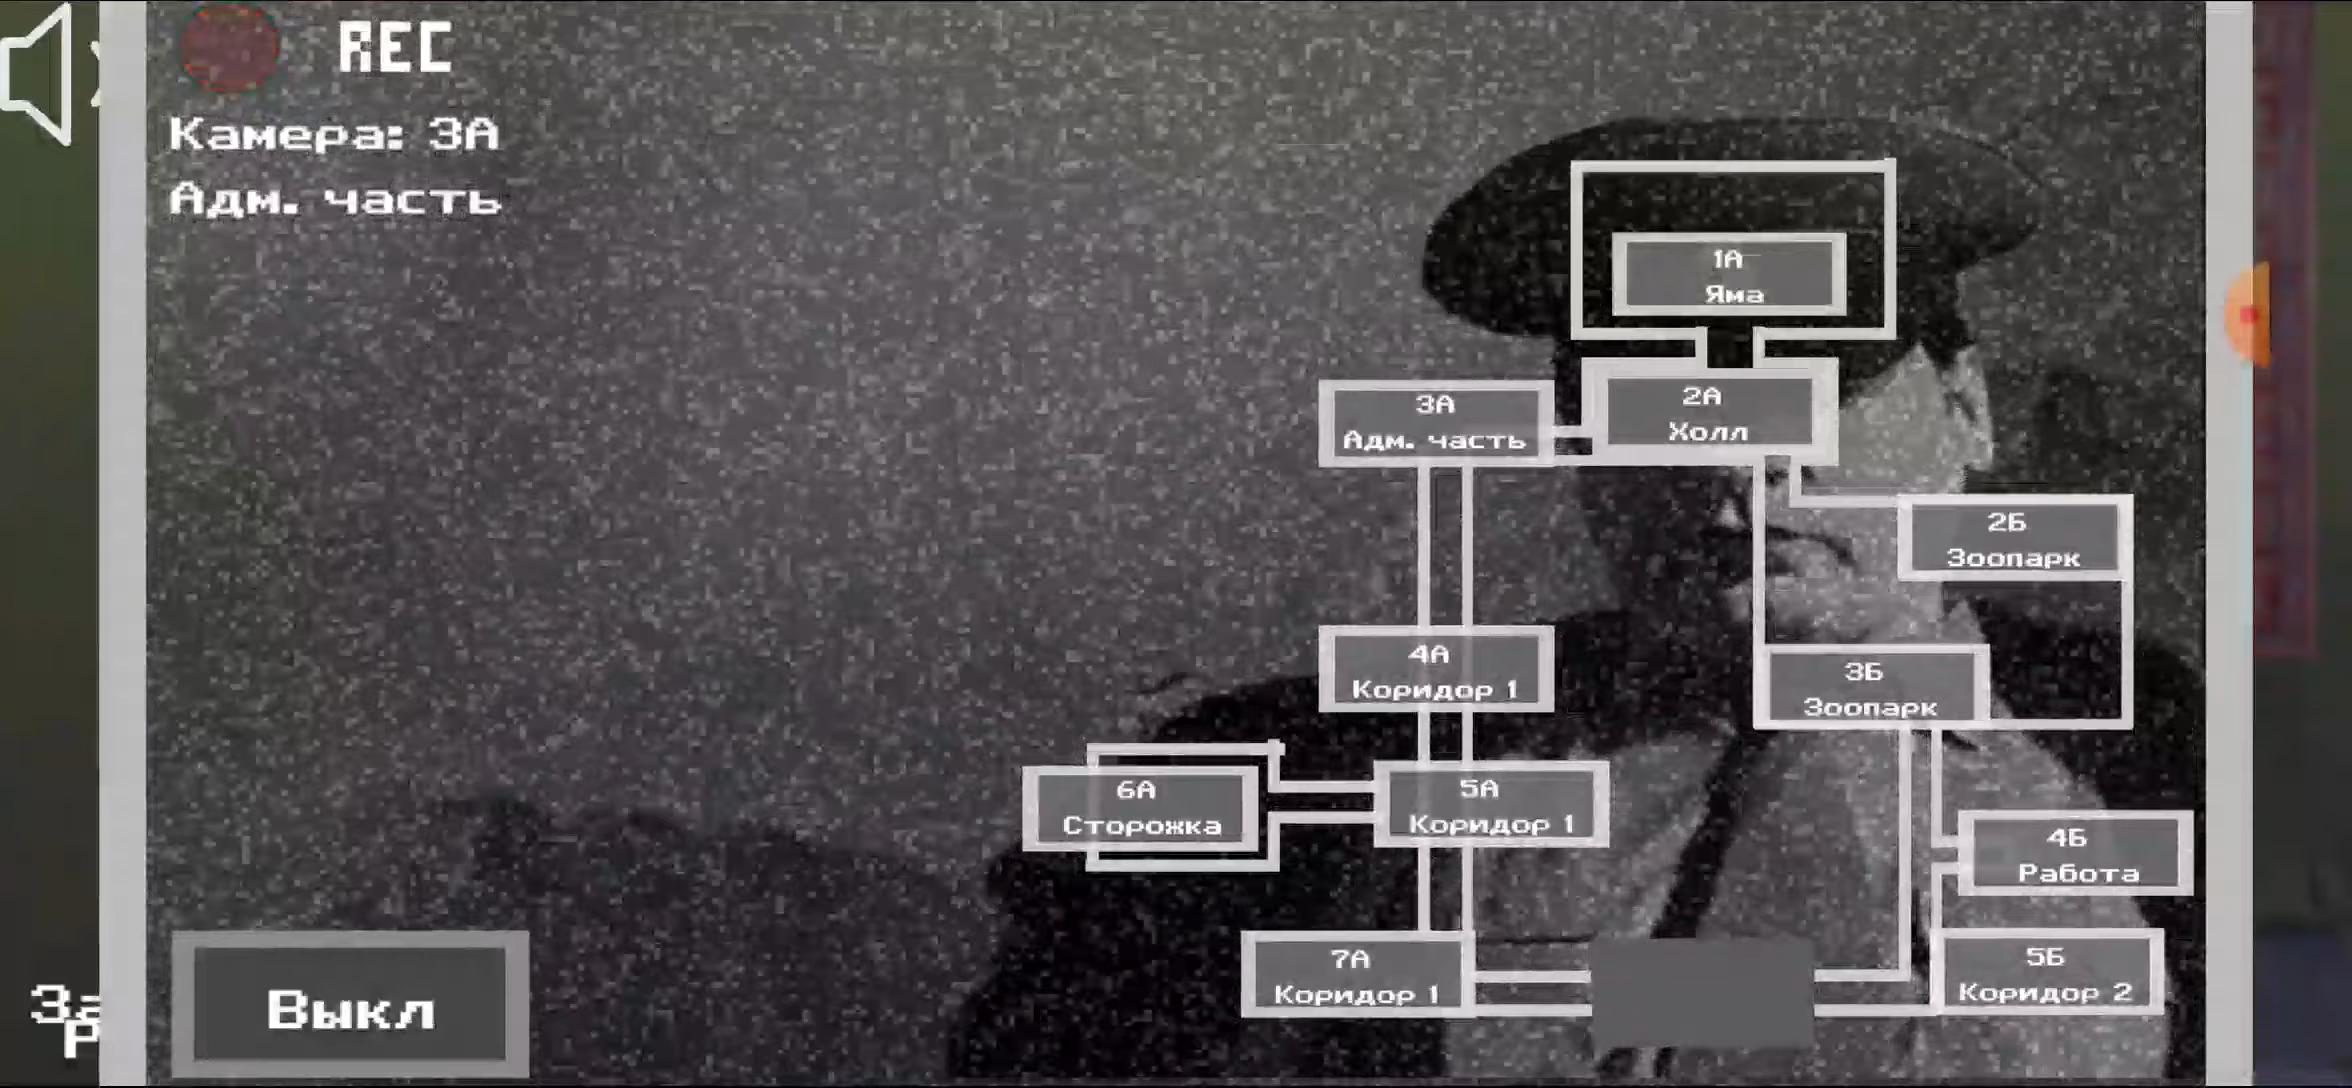 REC
Камера: 3А
Адм. часть
1А
Яма
3А
Адм. часть
2А
Холл
2Б
Зоопарк
4А
Коридор 1
3Б
Зоопарк
6А
Сторожка
5А
Коридор 1
4Б
Работа
7А
Коридор 1
5Б
Коридор 2
Выкл